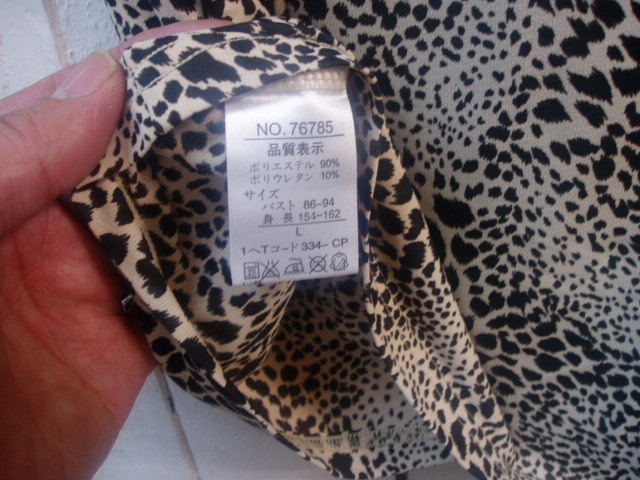 NO. 76785
品質表示
ポリエステル 90%
ポリウレタン 10%
サイズ
バスト 86-94
身長 154~162
L
1ヘTコード334-CP